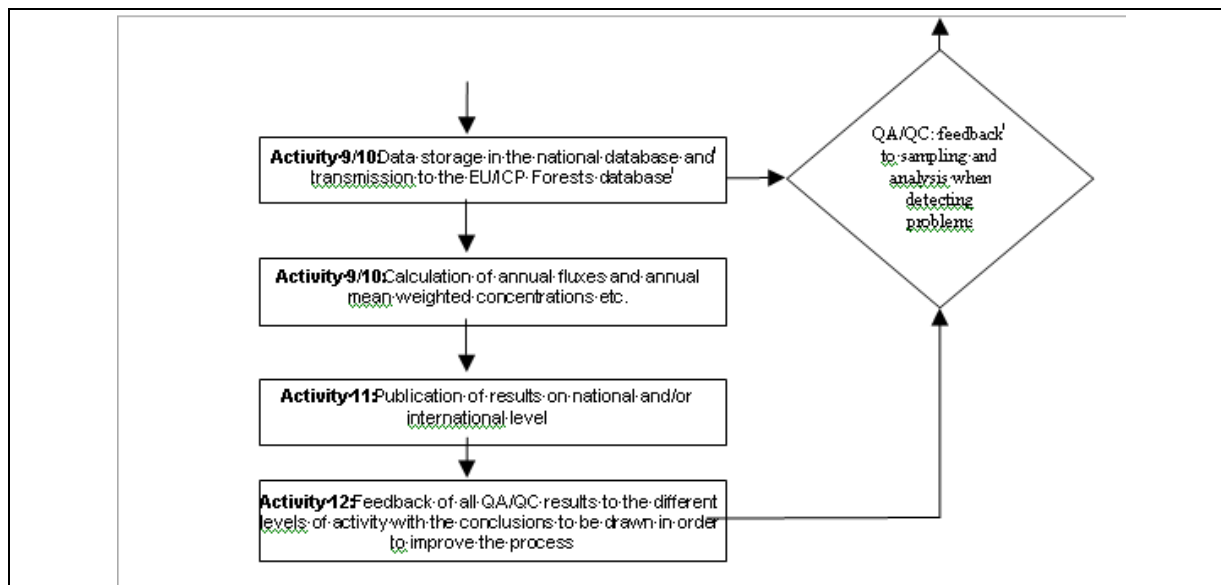 Activity·9/10:Data·storage·in·the·national·database·and
transmission·to·the·EU/ICP·Forests·database
QA/QC:·feedback
to·sampling·and
analysis·when
detecting
problems
Activity·9/10:Calculation·of·annual·fluxes·and·annual
mean·weighted·concentrations·etc.
Activity·11:Publication·of·results·on·national·and/or
international·level
Activity·12:Feedback·of·all·QA/QC·results·to·the·different
levels·of·activity·with·the·conclusions·to·be·drawn·in·order
to·improve·the·process